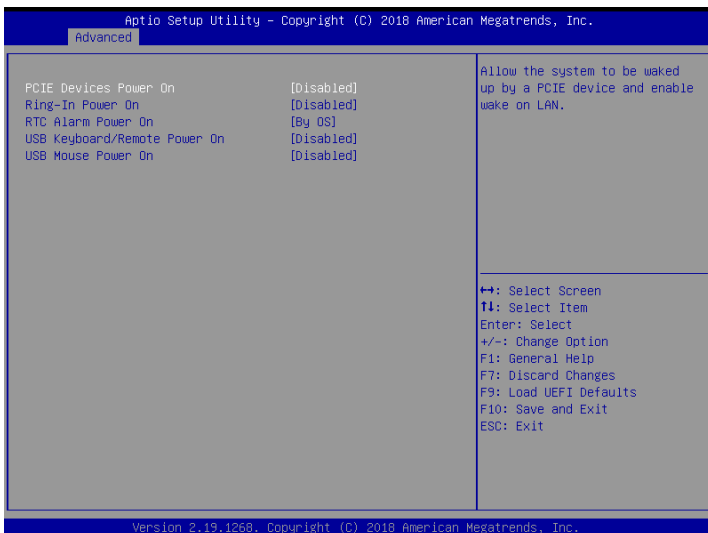 Aptio Setup Utility – Copyright (C) 2018 American Megatrends, Inc.
Advanced
PCIE Devices Power On [Disabled]
Ring-In Power On [Disabled]
RTC Alarm Power On [By OS]
USB Keyboard/Remote Power On [Disabled]
USB Mouse Power On [Disabled]
Allow the system to be waked
up by a PCIE device and enable
wake on LAN.
↔: Select Screen
↑↓: Select Item
Enter: Select
+/-: Change Option
F1: General Help
F7: Discard Changes
F9: Load UEFI Defaults
F10: Save and Exit
ESC: Exit
Version 2.19.1268. Copyright (C) 2018 American Megatrends, Inc.